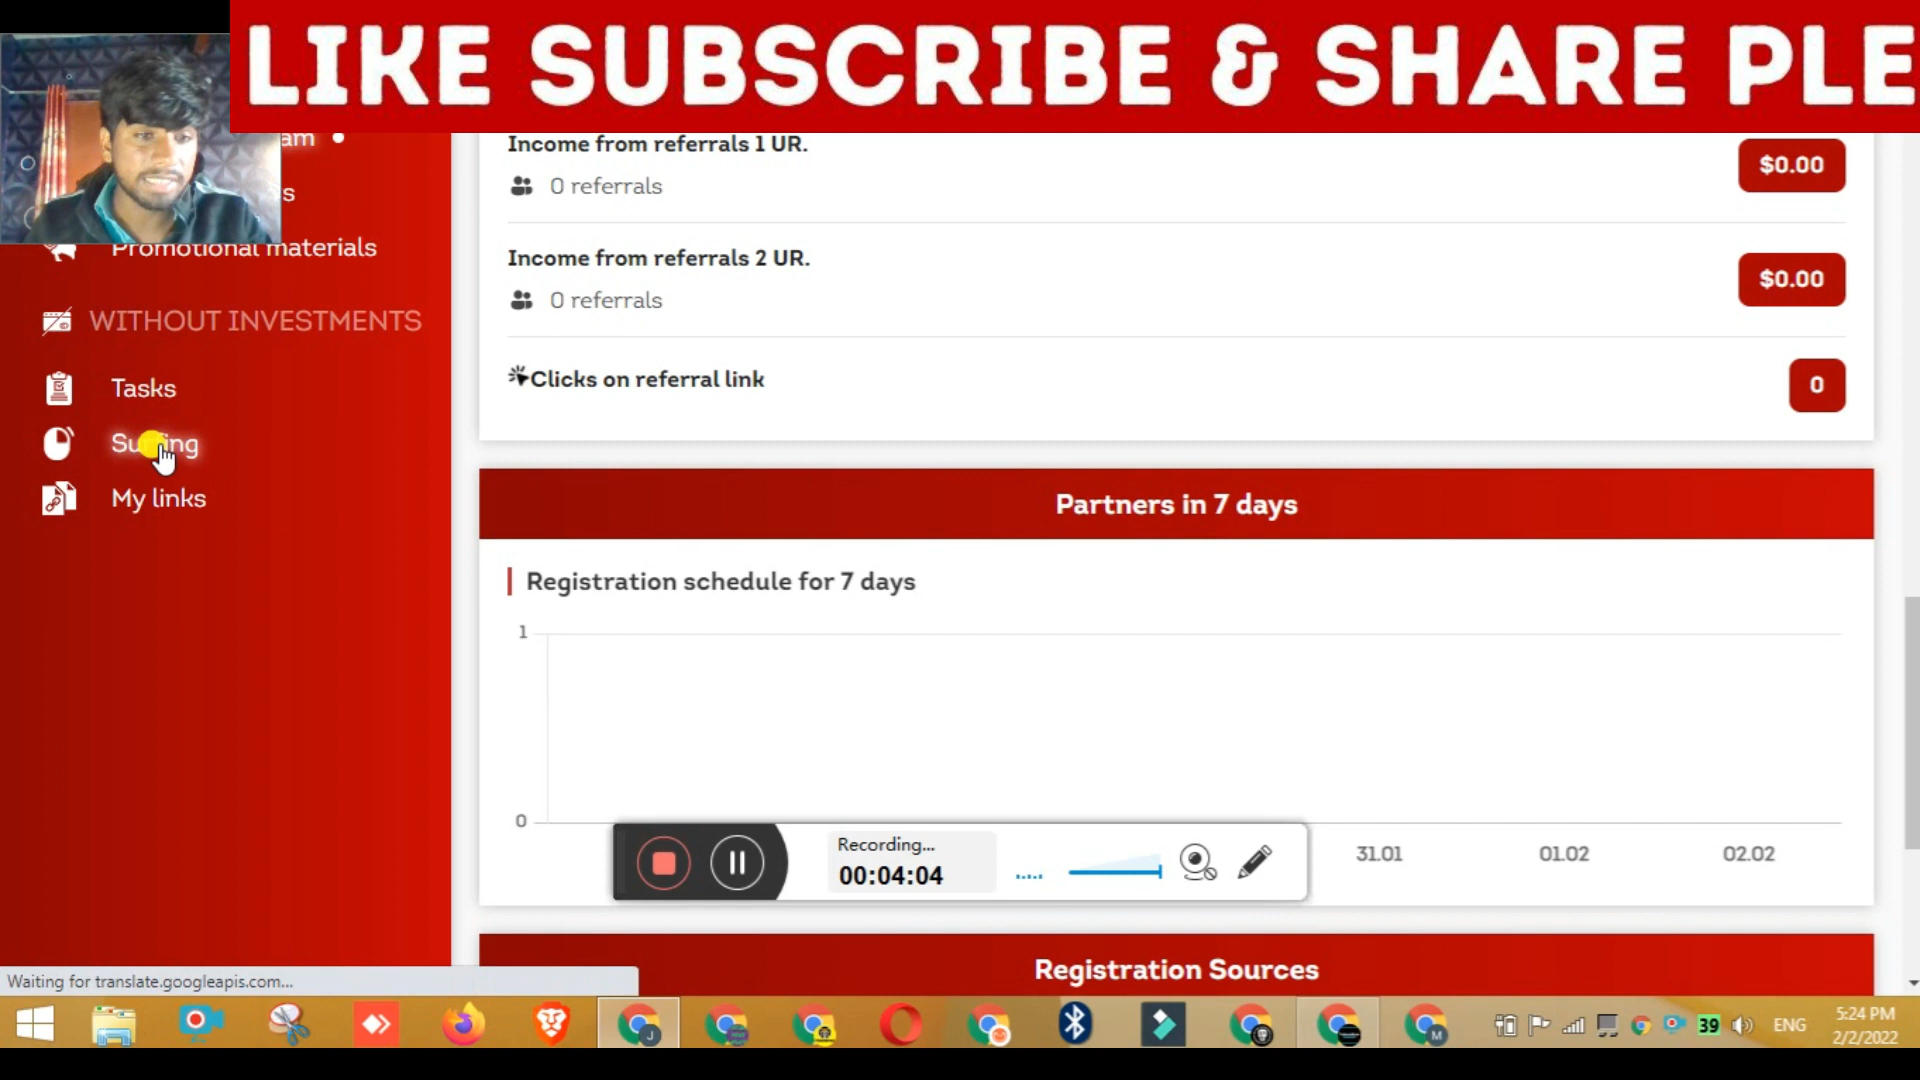 LIKE SUBSCRIBE & SHARE PLE
am
s
Promotional materials
WITHOUT INVESTMENTS
Tasks
Surfing
My links
Income from referrals 1 UR.
0 referrals
$0.00
Income from referrals 2 UR.
0 referrals
$0.00
Clicks on referral link
0
Partners in 7 days
Registration schedule for 7 days
1
0
31.01
01.02
02.02
Recording...
00:04:04
Registration Sources
Waiting for translate.googleapis.com...
39
ENG
5:24 PM
2/2/2022